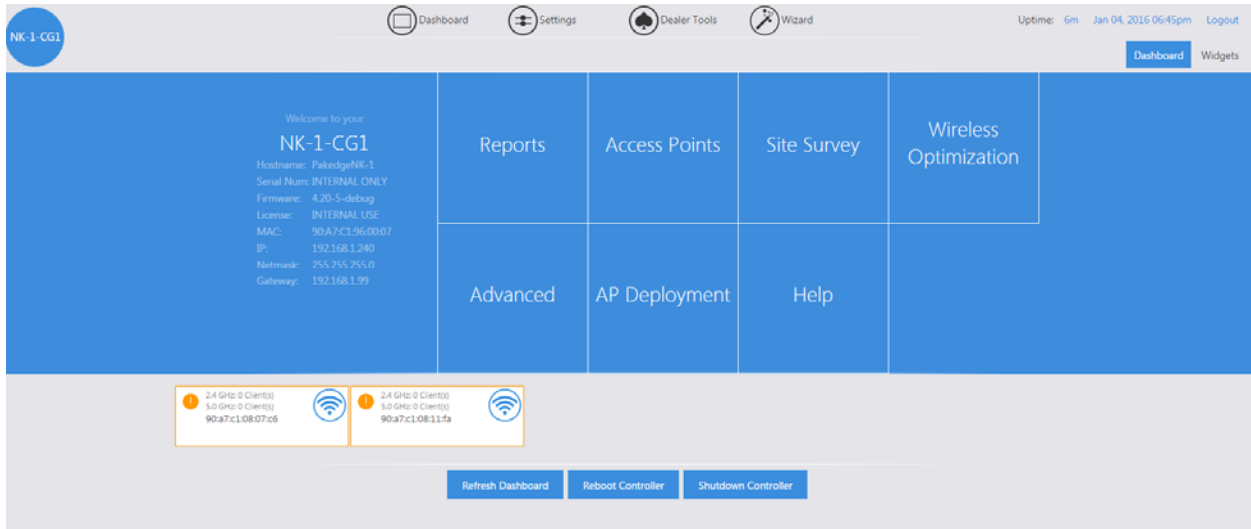 NK-1-CG1
Dashboard Settings Dealer Tools Wizard
Uptime: 6m Jan 04, 2016 06:45pm Logout
Dashboard Widgets
Welcome to your
NK-1-CG1
Hostname: PakedgeNK-1
Serial Num: INTERNAL ONLY
Firmware: 4.20-5-debug
License: INTERNAL USE
MAC: 90:A7:C1:96:00:07
IP: 192.168.1.240
Netmask: 255.255.255.0
Gateway: 192.168.1.99
Reports
Access Points
Site Survey
Wireless
Optimization
Advanced
AP Deployment
Help
!
2.4 GHz: 0 Client(s)
5.0 GHz: 0 Client(s)
90:a7:c1:08:07:c6
!
2.4 GHz: 0 Client(s)
5.0 GHz: 0 Client(s)
90:a7:c1:08:11:fa
Refresh Dashboard Reboot Controller Shutdown Controller